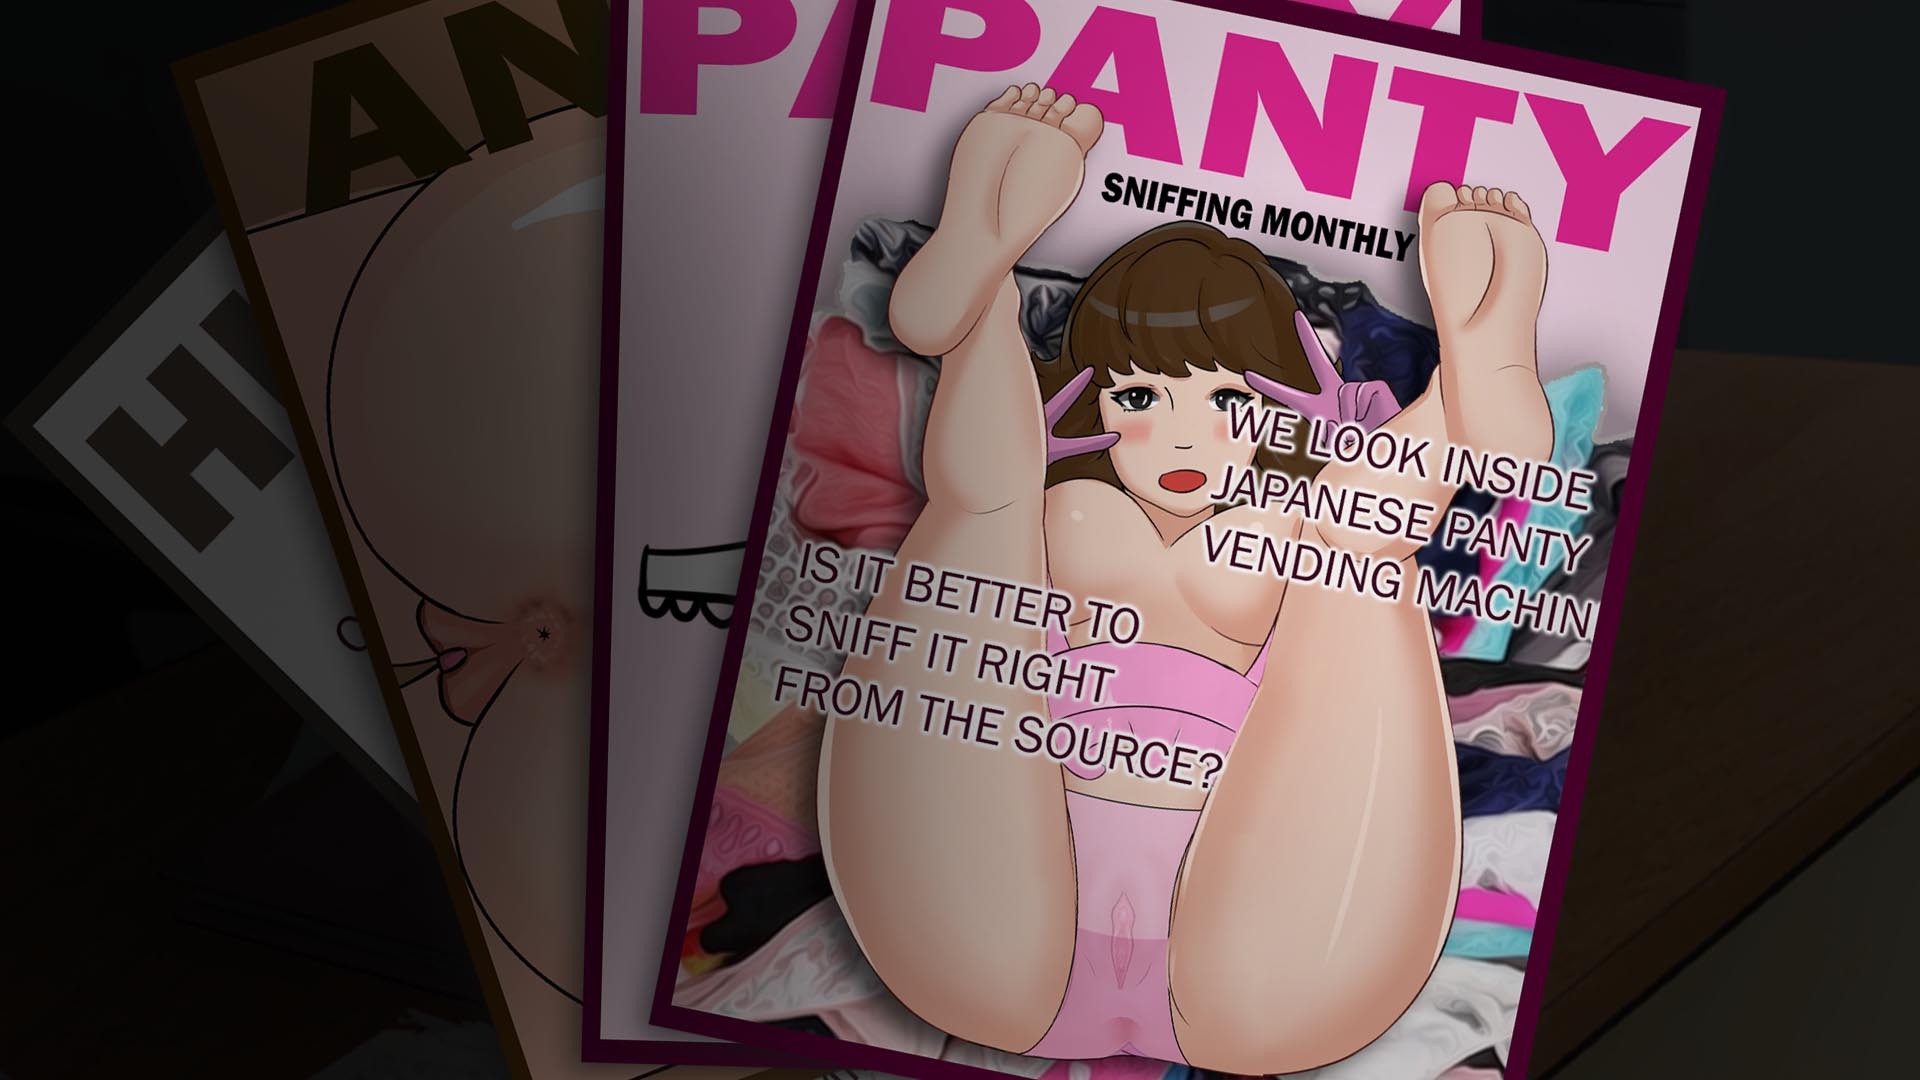 PANTY
SNIFFING MONTHLY
WE LOOK INSIDE
JAPANESE PANTY
VENDING MACHIN
IS IT BETTER TO
SNIFF IT RIGHT
FROM THE SOURCE?
AN
H